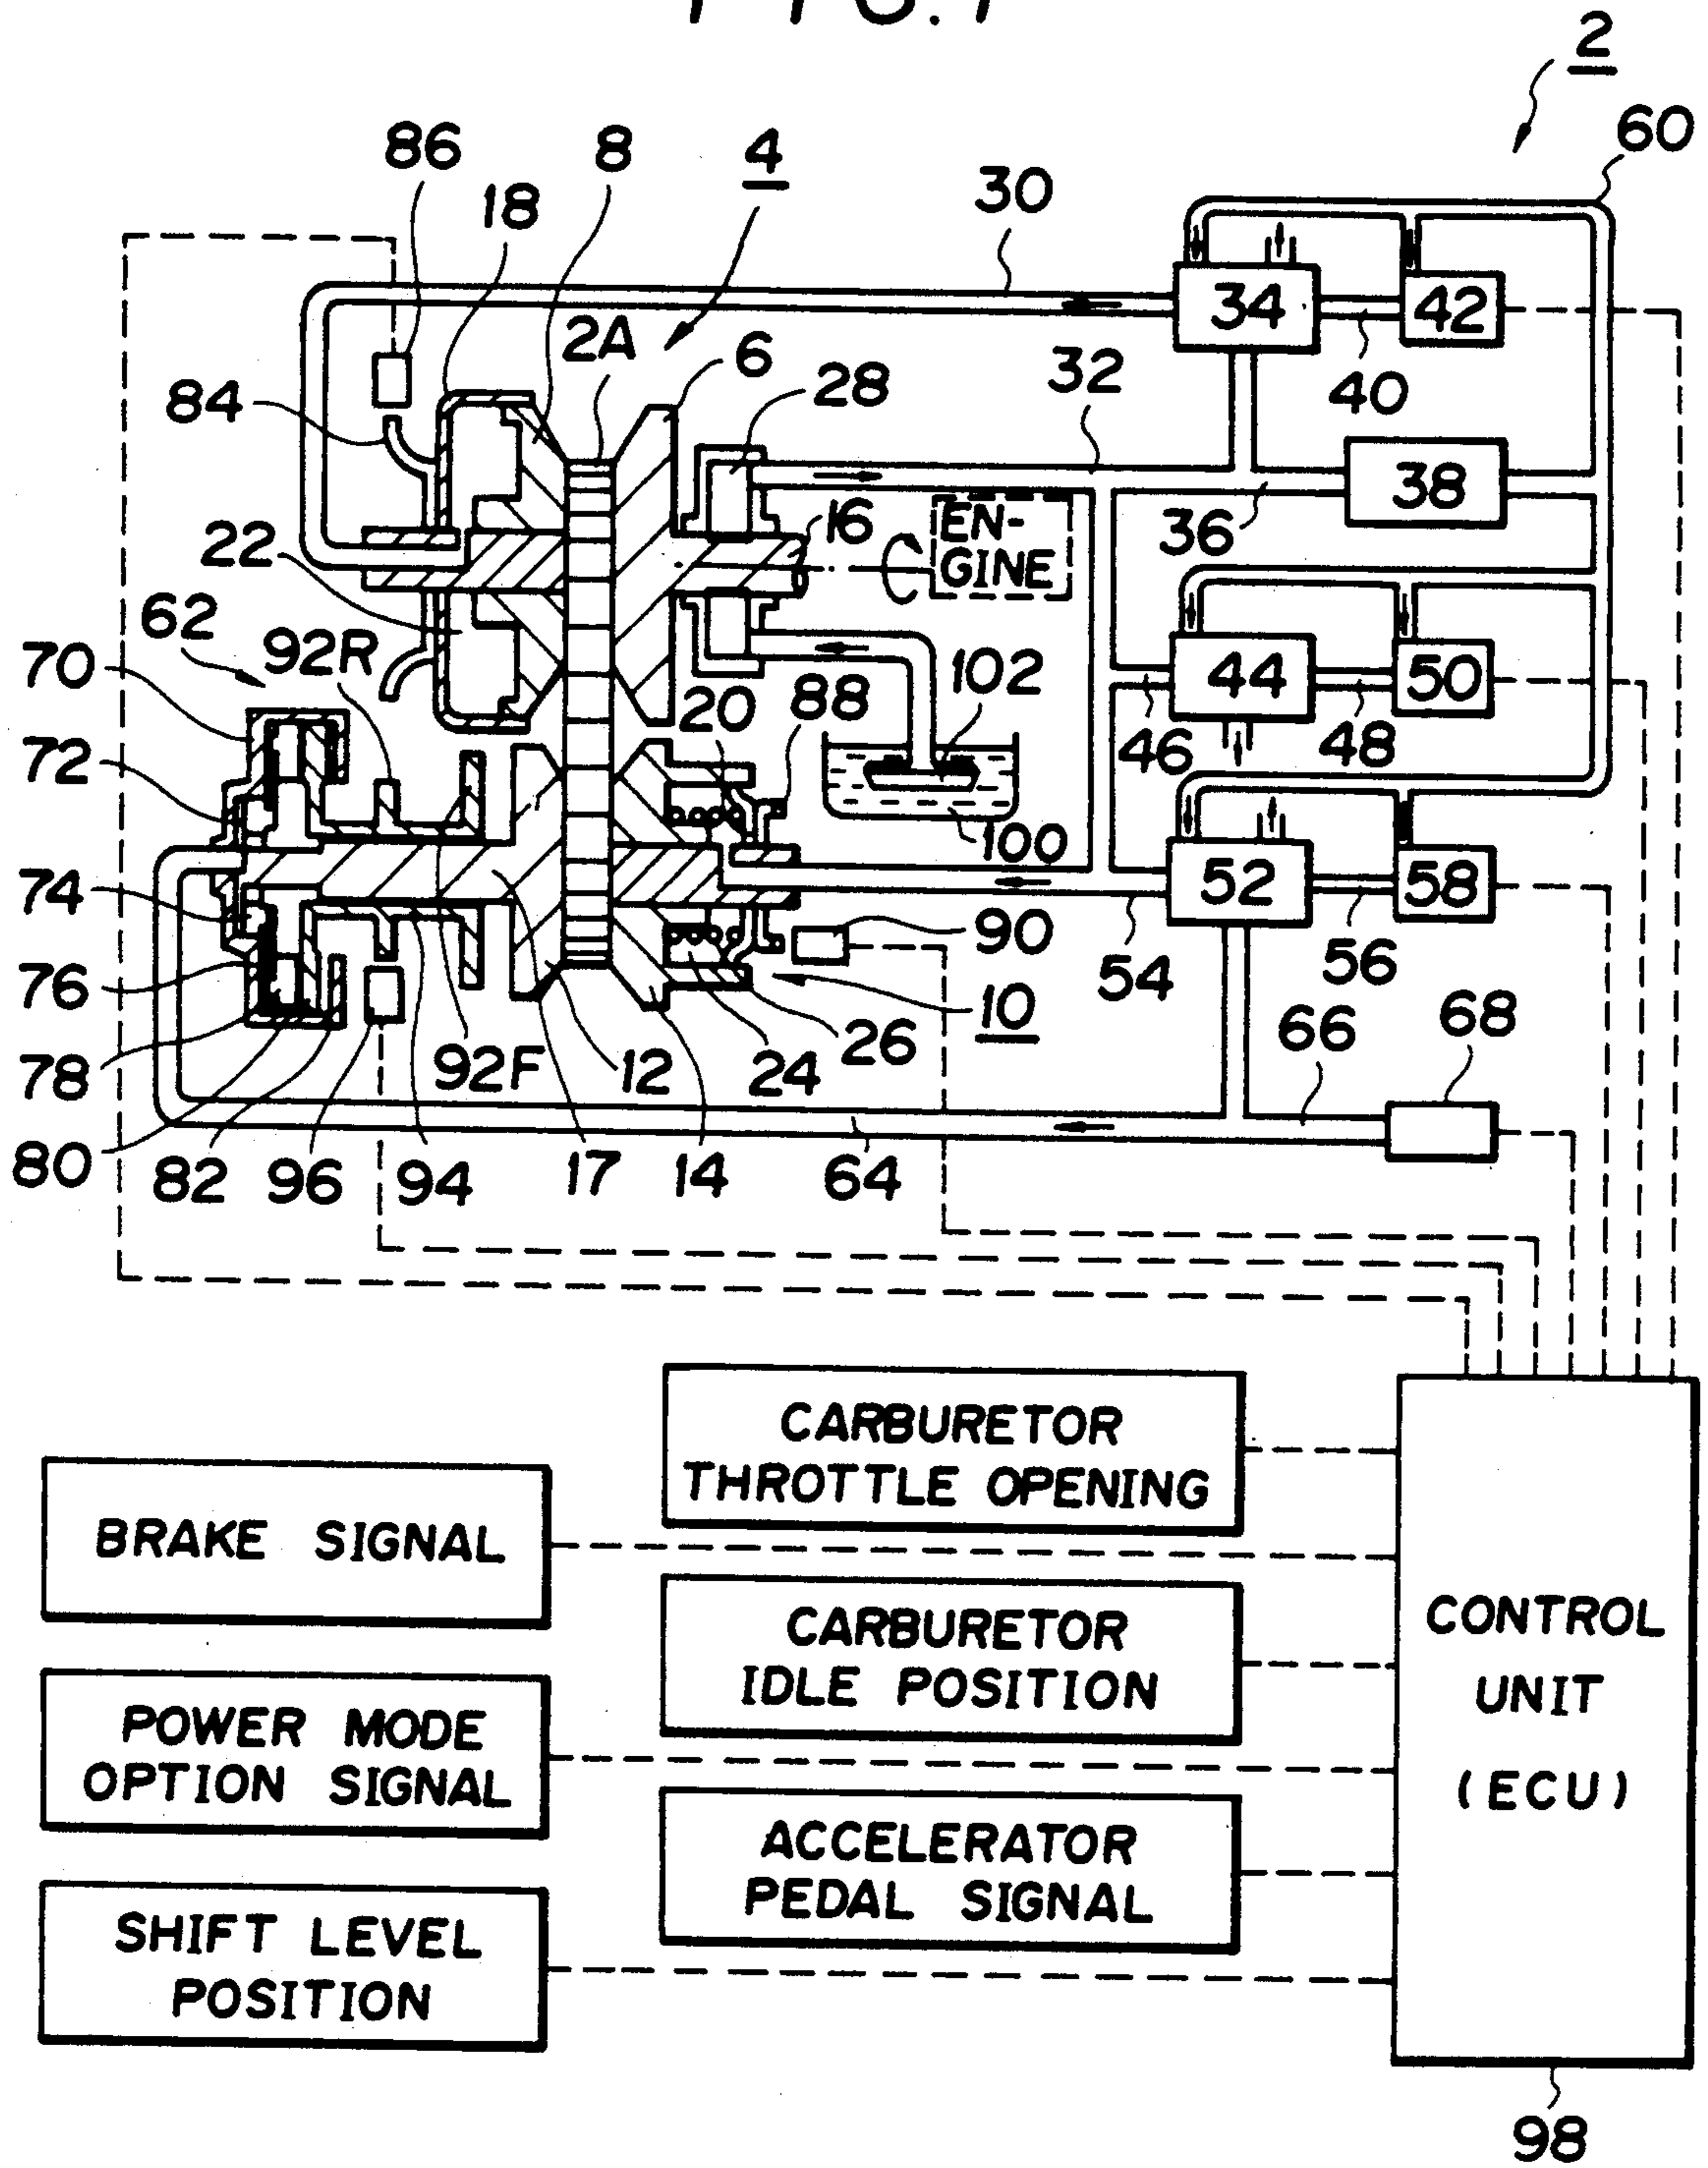 FIG. 1
2
60
86
8
4
30
18
34
42
2A
6
28
32
40
84
38
16
EN-
GINE
36
22
62
92R
70
102
44
50
20
88
46
48
72
100
52
58
74
90
54
56
76
10
68
66
26
78
92F
12
24
80
82
96
94
17
14
64
CARBURETOR
THROTTLE OPENING
BRAKE SIGNAL
CARBURETOR
IDLE POSITION
CONTROL
UNIT
(ECU)
POWER MODE
OPTION SIGNAL
ACCELERATOR
PEDAL SIGNAL
SHIFT LEVEL
POSITION
98